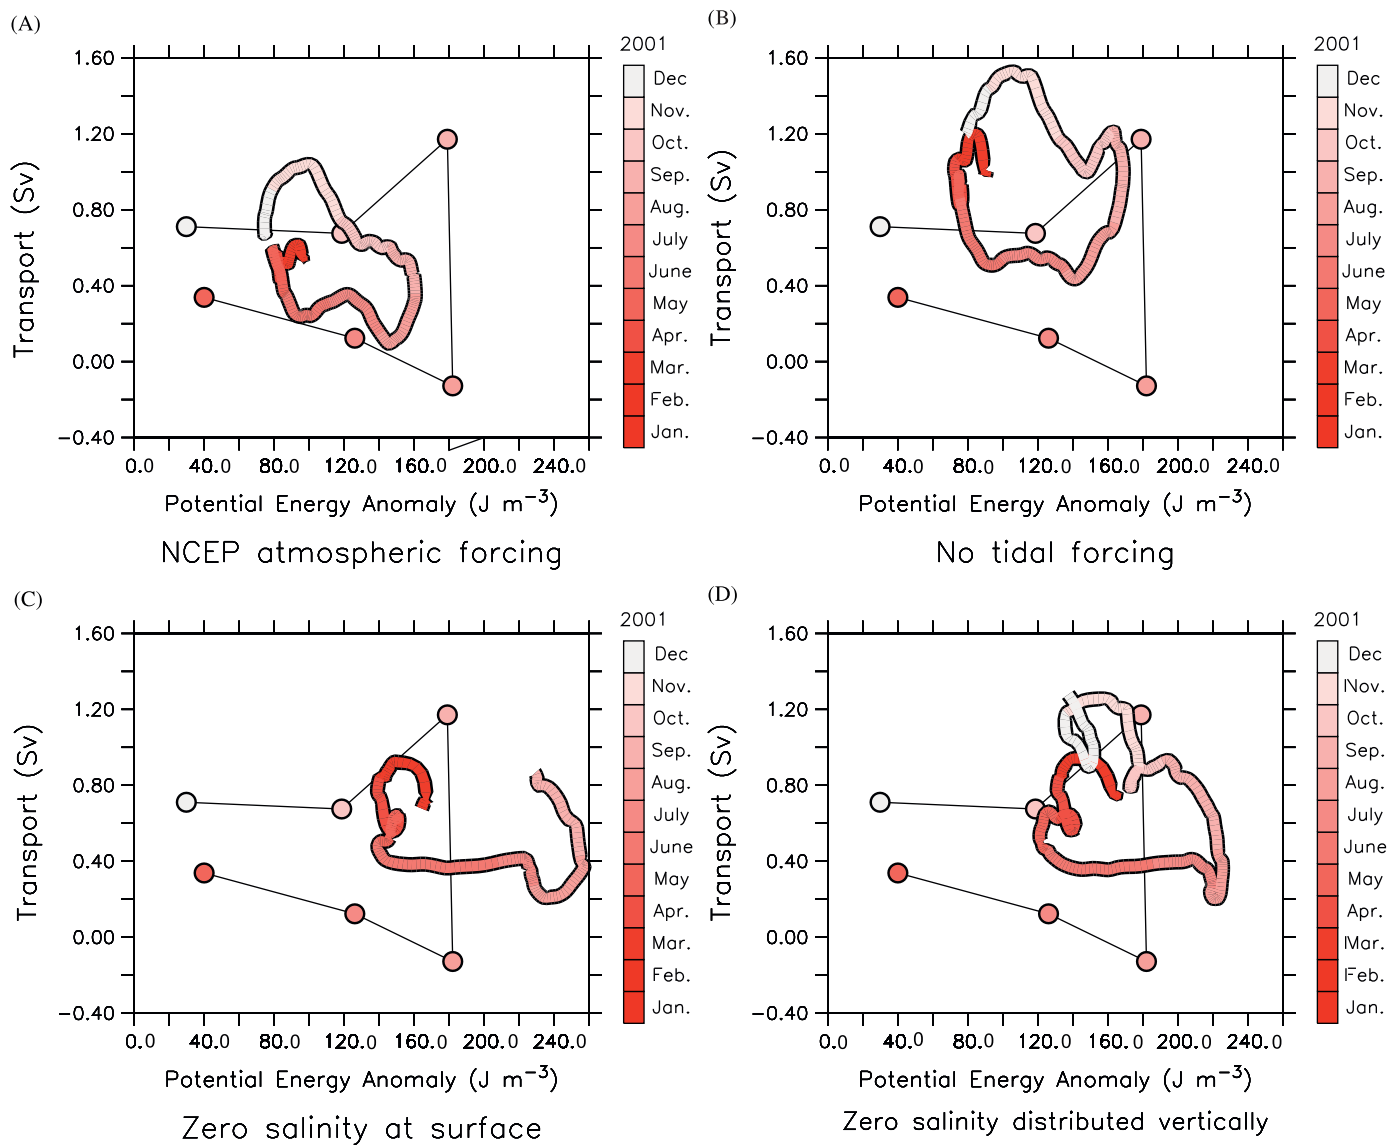 (A)
2001
1.60
1.20
0.80
0.40
0.00
−0.40
Transport (Sv)
Dec
Nov.
Oct.
Sep.
Aug.
July
June
May
Apr.
Mar.
Feb.
Jan.
0.0 40.0 80.0 120.0 160.0 200.0 240.0
Potential Energy Anomaly (J m−3)
NCEP atmospheric forcing
(B)
2001
1.60
1.20
0.80
0.40
0.00
−0.40
Transport (Sv)
Dec
Nov.
Oct.
Sep.
Aug.
July
June
May
Apr.
Mar.
Feb.
Jan.
0.0 40.0 80.0 120.0 160.0 200.0 240.0
Potential Energy Anomaly (J m−3)
No tidal forcing
(C)
2001
1.60
1.20
0.80
0.40
0.00
−0.40
Transport (Sv)
Dec
Nov.
Oct.
Sep.
Aug.
July
June
May
Apr.
Mar.
Feb.
Jan.
0.0 40.0 80.0 120.0 160.0 200.0 240.0
Potential Energy Anomaly (J m−3)
Zero salinity at surface
(D)
2001
1.60
1.20
0.80
0.40
0.00
−0.40
Transport (Sv)
Dec
Nov.
Oct.
Sep.
Aug.
July
June
May
Apr.
Mar.
Feb.
Jan.
0.0 40.0 80.0 120.0 160.0 200.0 240.0
Potential Energy Anomaly (J m−3)
Zero salinity distributed vertically